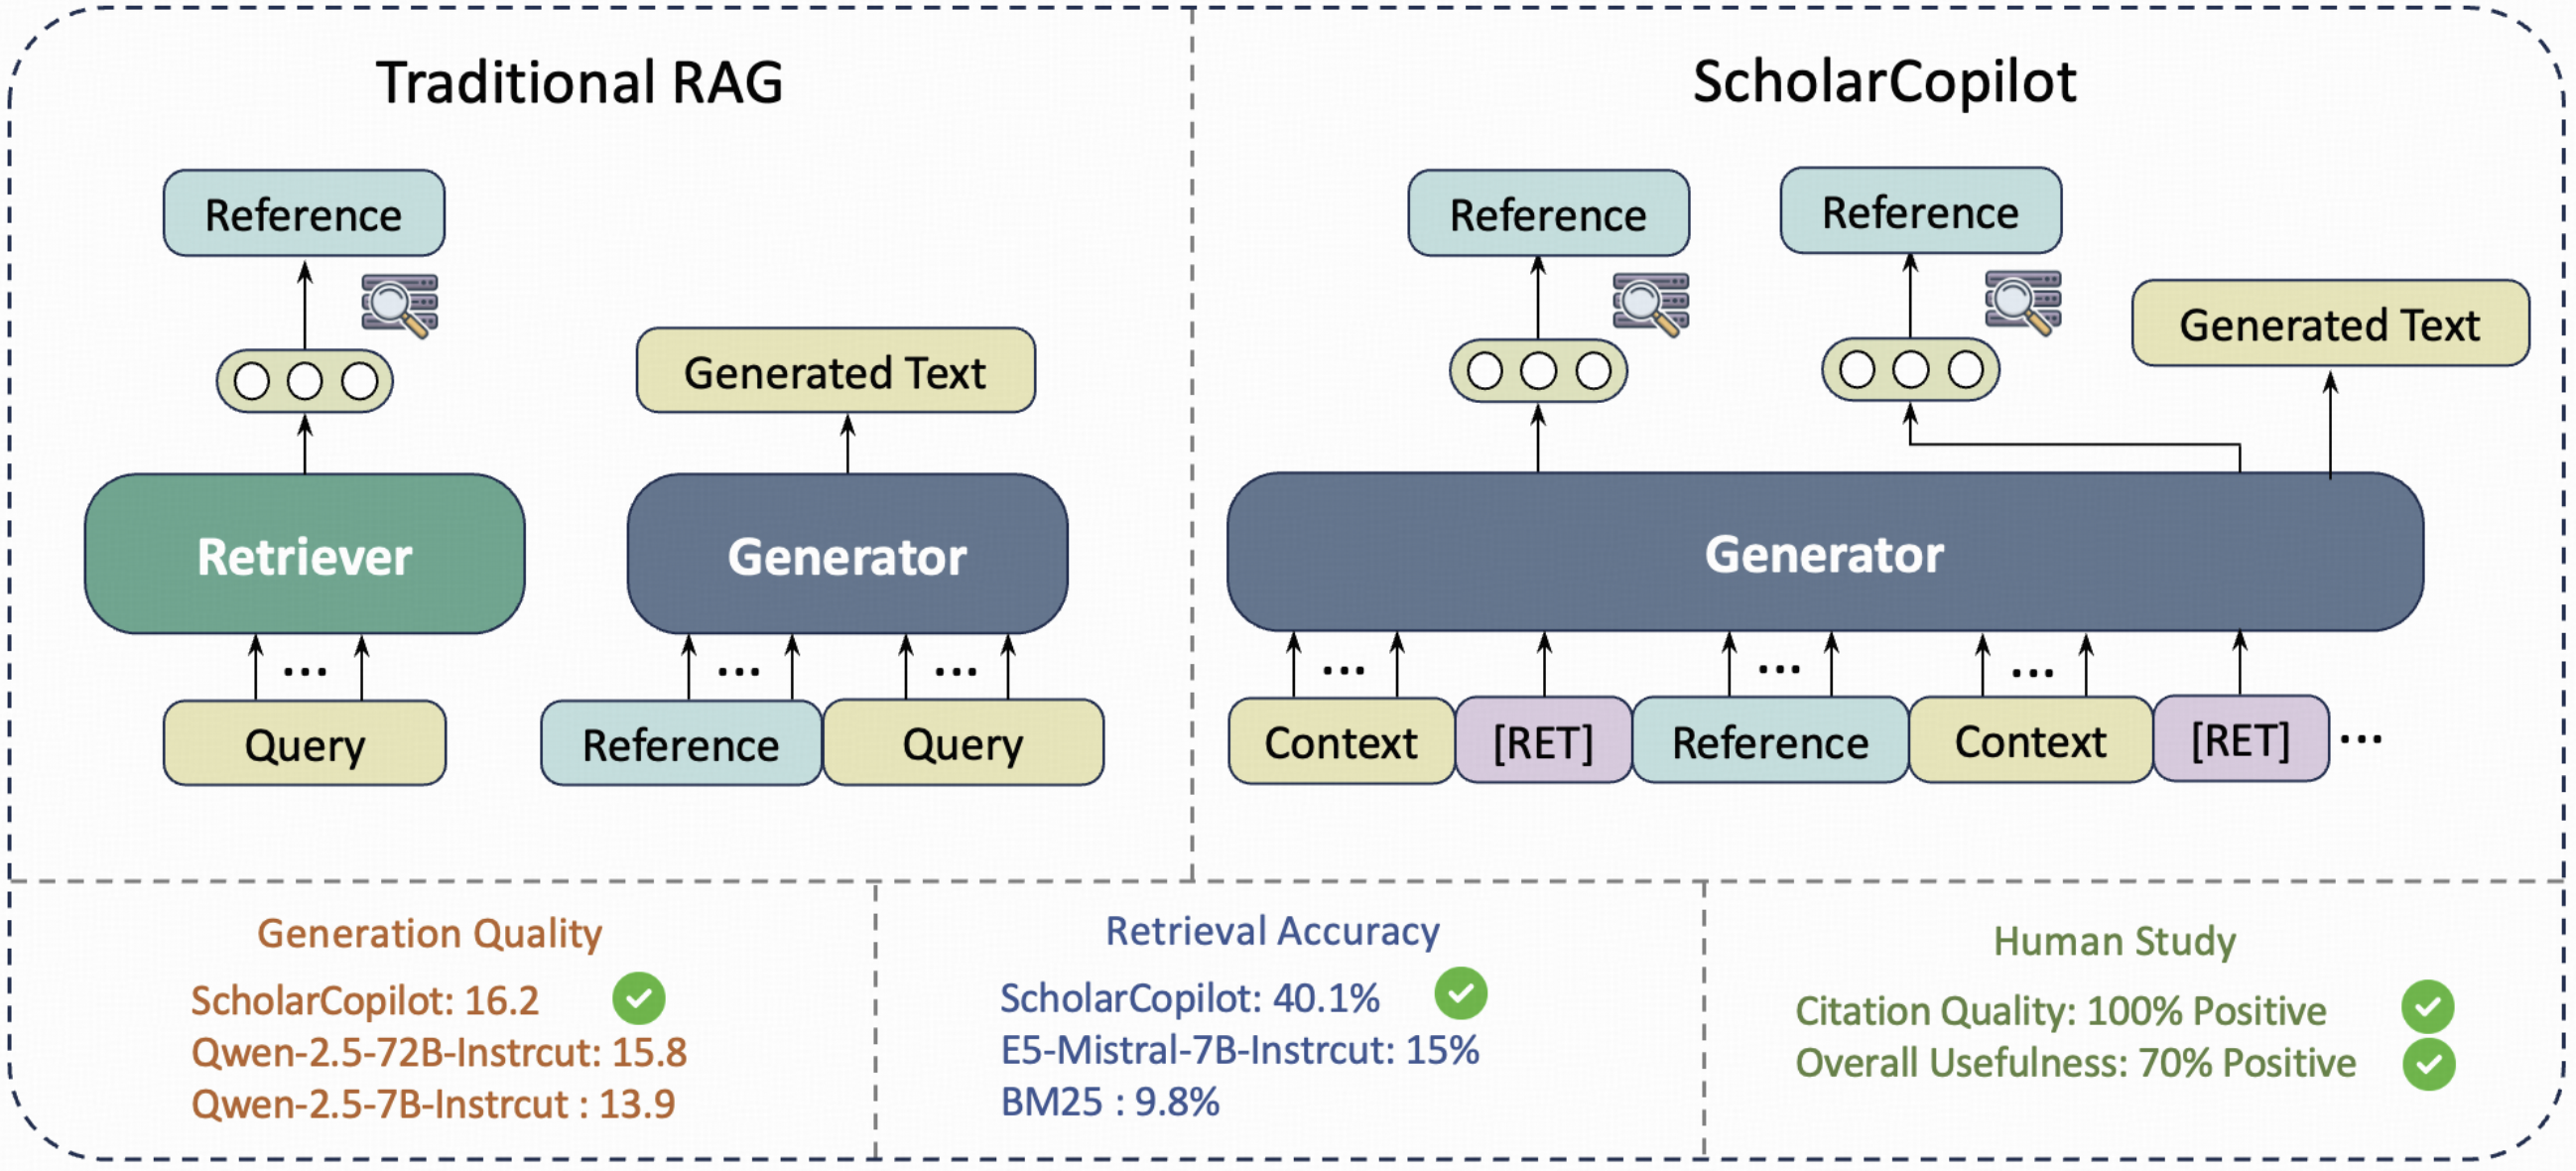 Traditional RAG
Reference
Generated Text
Retriever
Generator
...
...
...
Query
Reference
Query
ScholarCopilot
Reference
Reference
Generated Text
Generator
...
...
...
Context
[RET]
Reference
Context
[RET]
...
Generation Quality
ScholarCopilot: 16.2
Qwen-2.5-72B-Instrcut: 15.8
Qwen-2.5-7B-Instrcut : 13.9
Retrieval Accuracy
ScholarCopilot: 40.1%
E5-Mistral-7B-Instrcut: 15%
BM25 : 9.8%
Human Study
Citation Quality: 100% Positive
Overall Usefulness: 70% Positive